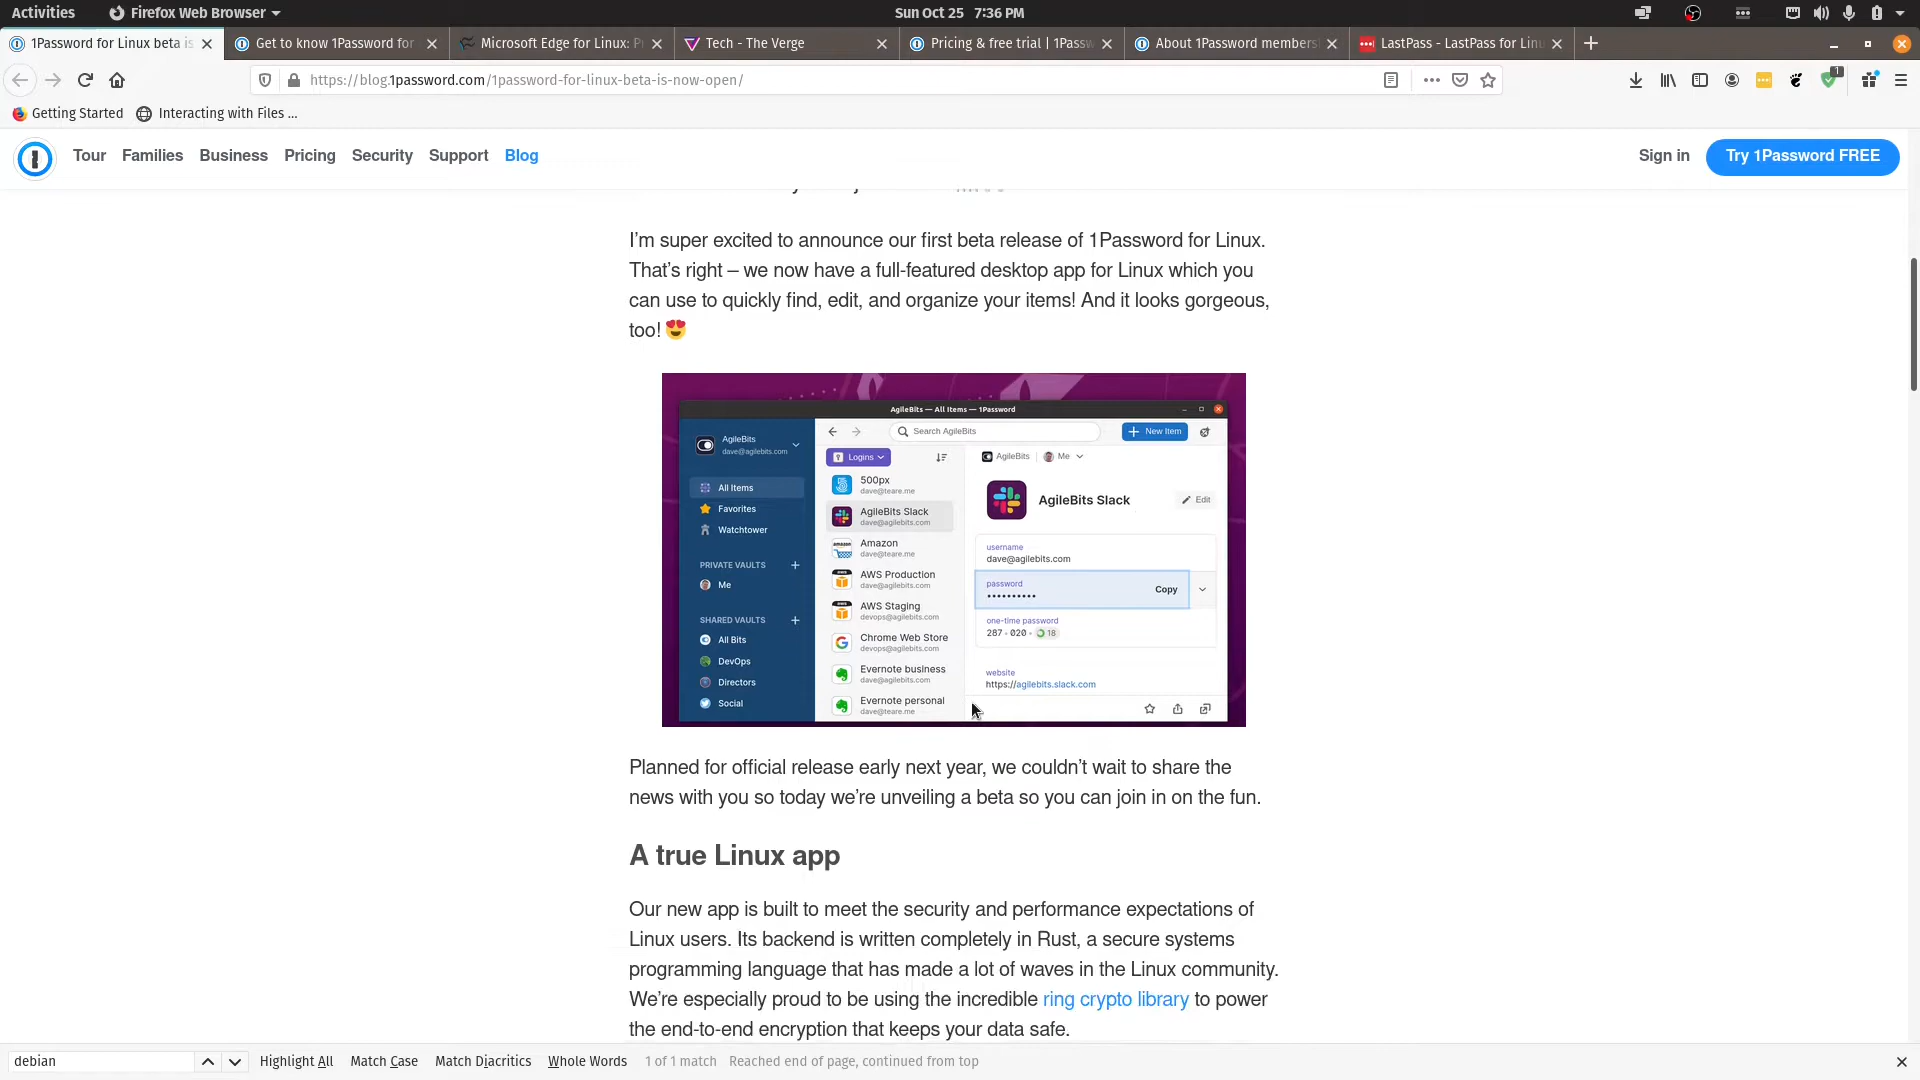 Activities
Firefox Web Browser
Sun Oct 25 7:36 PM
1Password for Linux beta is
Get to know 1Password for
Microsoft Edge for Linux: P
Tech - The Verge
Pricing & free trial | 1Passw
About 1Password members
LastPass - LastPass for Linu
https://blog.1password.com/1password-for-linux-beta-is-now-open/
1
Getting Started
Interacting with Files ...
Tour
Families
Business
Pricing
Security
Support
Blog
Sign in
Try 1Password FREE
I'm super excited to announce our first beta release of 1Password for Linux.
That's right – we now have a full-featured desktop app for Linux which you
can use to quickly find, edit, and organize your items! And it looks gorgeous,
too! 😍
AgileBits — All Items — 1Password
AgileBits
dave@agilebits.com
All Items
Favorites
Watchtower
PRIVATE VAULTS
Me
SHARED VAULTS
All Bits
DevOps
Directors
Social
Search AgileBits
New Item
Logins
500px
dave@teare.me
AgileBits Slack
dave@agilebits.com
Amazon
dave@teare.me
AWS Production
dave@agilebits.com
AWS Staging
devops@agilebits.com
Chrome Web Store
devops@agilebits.com
Evernote business
dave@agilebits.com
Evernote personal
dave@teare.me
AgileBits
Me
AgileBits Slack
Edit
username
dave@agilebits.com
password
••••••••••
Copy
one-time password
287 • 020 • 18
website
https://agilebits.slack.com
Planned for official release early next year, we couldn't wait to share the
news with you so today we're unveiling a beta so you can join in on the fun.
A true Linux app
Our new app is built to meet the security and performance expectations of
Linux users. Its backend is written completely in Rust, a secure systems
programming language that has made a lot of waves in the Linux community.
We're especially proud to be using the incredible ring crypto library to power
the end-to-end encryption that keeps your data safe.
debian
Highlight All
Match Case
Match Diacritics
Whole Words
1 of 1 match
Reached end of page, continued from top